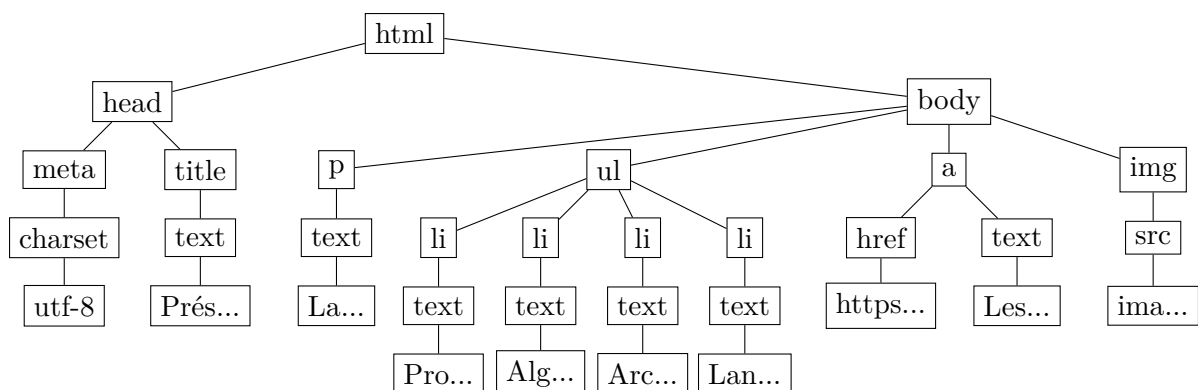 html
head
body
meta
title
p
ul
a
img
charset
text
text
li
li
li
li
href
text
src
utf-8
Prés...
La...
text
text
text
text
https...
Les...
ima...
Pro...
Alg...
Arc...
Lan...